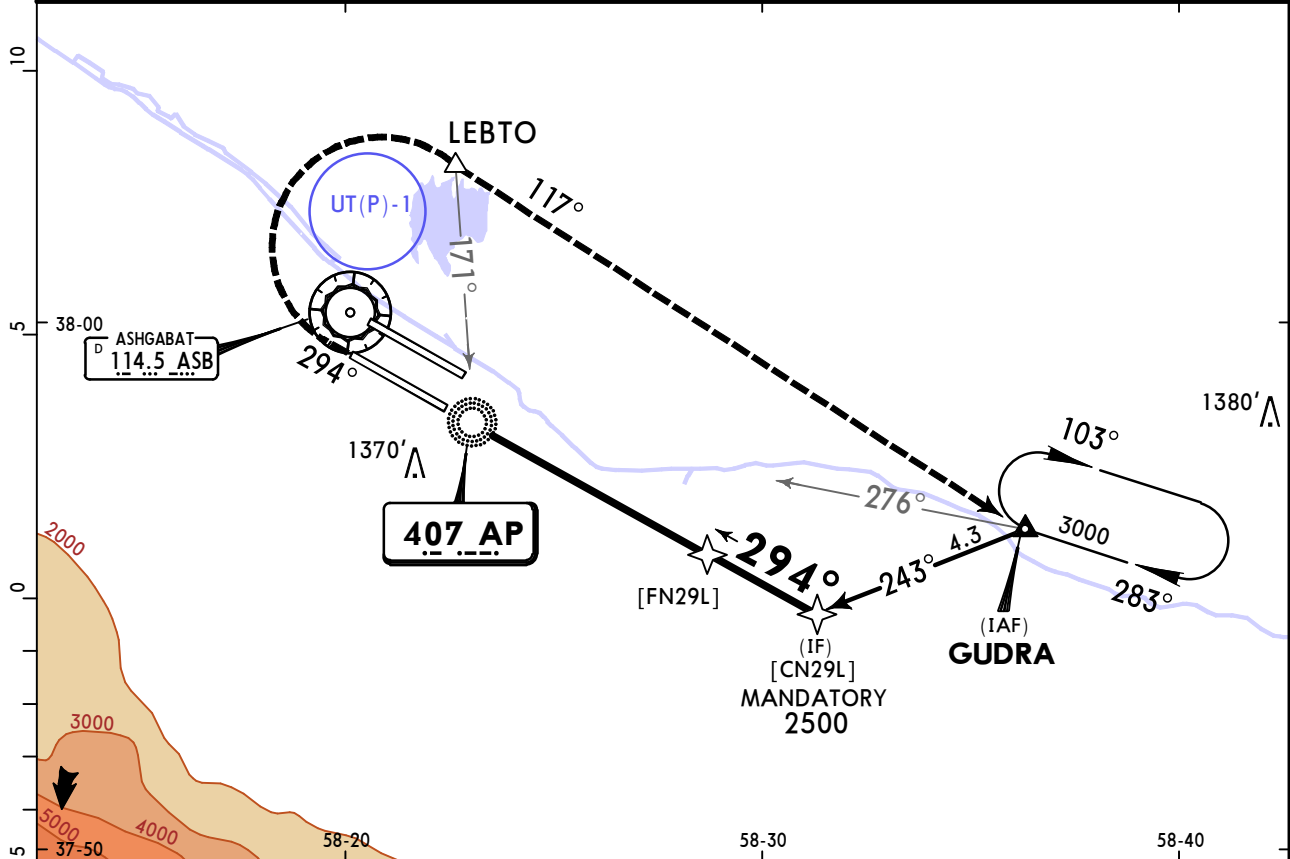 10
LEBTO
117°
UT(P)-1
171°
5
38-00
ASHGABAT
D 114.5 ASB
294°
1380'
103°
1370'
276°
3000
407 AP
4.3
294°
243°
283°
2000
0
[FN29L]
(IAF)
GUDRA
(IF)
[CN29L]
MANDATORY
2500
3000
5000
4000
58-20
58-30
58-40
5
37-50